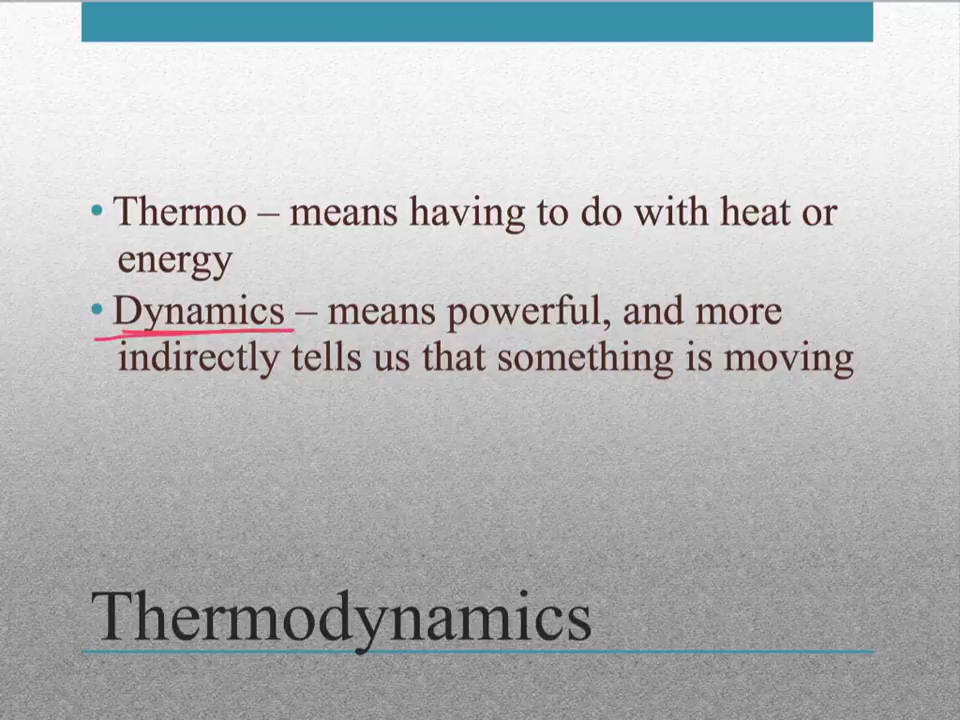 • Thermo – means having to do with heat or
energy
• Dynamics – means powerful, and more
indirectly tells us that something is moving
Thermodynamics